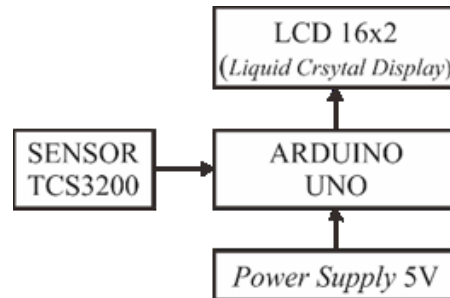 LCD 16x2
(Liquid Crsytal Display)
SENSOR
TCS3200
ARDUINO
UNO
Power Supply 5V